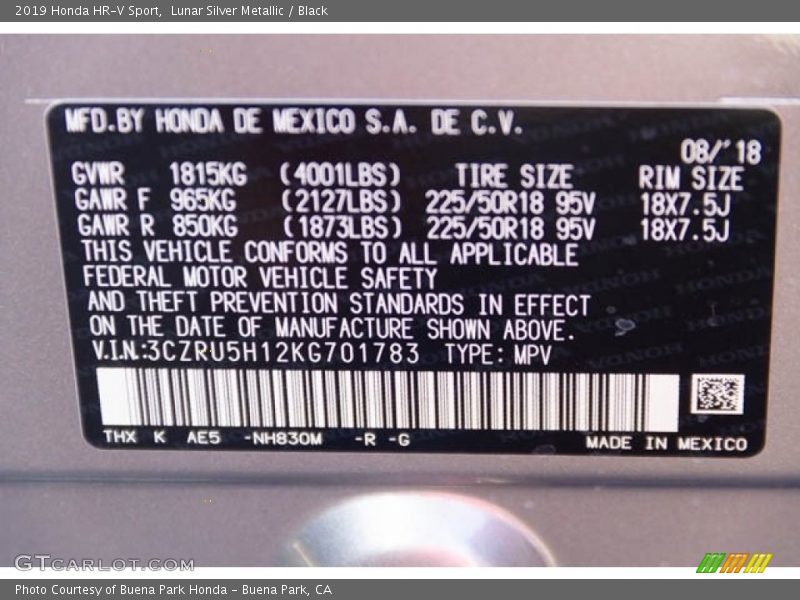 2019 Honda HR-V Sport,  Lunar Silver Metallic / Black
MFD.BY HONDA DE MEXICO S.A. DE C.V.
08/'18
GVWR 1815KG (4001LBS) TIRE SIZE RIM SIZE
GAWR F 965KG (2127LBS) 225/50R18 95V 18X7.5J
GAWR R 850KG (1873LBS) 225/50R18 95V 18X7.5J
THIS VEHICLE CONFORMS TO ALL APPLICABLE
FEDERAL MOTOR VEHICLE SAFETY
AND THEFT PREVENTION STANDARDS IN EFFECT
ON THE DATE OF MANUFACTURE SHOWN ABOVE.
V.I.N:3CZRU5H12KG701783 TYPE: MPV
THX K AE5 -NH830M -R -G MADE IN MEXICO
GTCARLOT.COM
Photo Courtesy of Buena Park Honda - Buena Park, CA